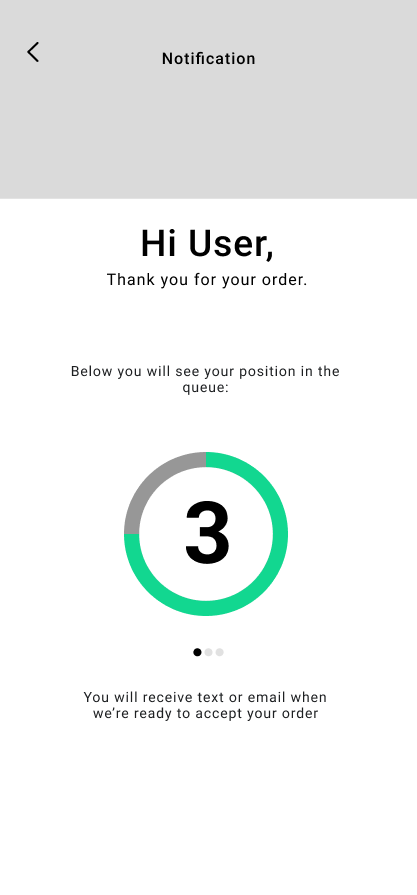 Notification
Hi User,
Thank you for your order.
Below you will see your position in the
queue:
3
You will receive text or email when
we’re ready to accept your order